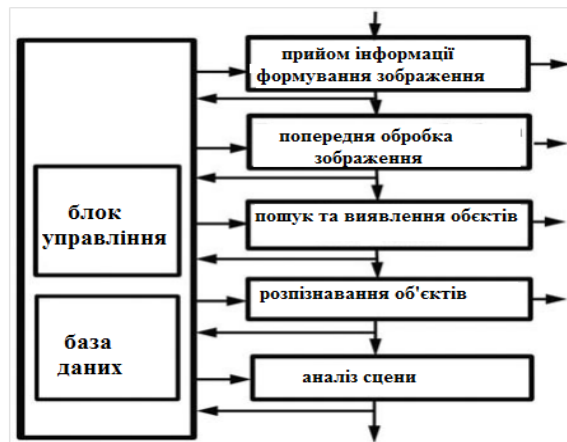 прийом інформації
формування зображення
попередня обробка
зображення
блок
управління
пошук та виявлення обєктів
розпізнавання об'єктів
база
даних
аналіз сцени